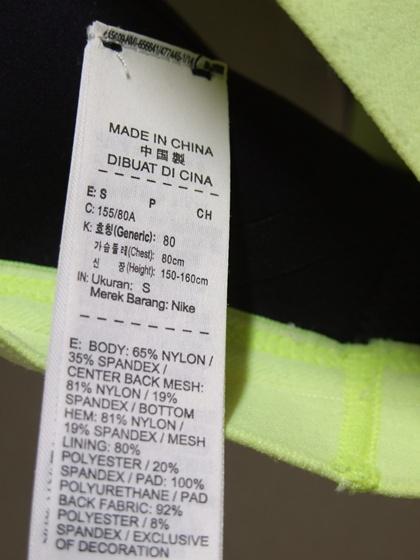 MADE IN CHINA
中国製
DIBUAT DI CINA
E: S P CH
C: 155/80A
K: 호칭(Generic): 80
가슴둘레(Chest): 80cm
신 장(Height): 150-160cm
IN: Ukuran: S
Merek Barang: Nike
E: BODY: 65% NYLON /
35% SPANDEX /
CENTER BACK MESH:
81% NYLON / 19%
SPANDEX / BOTTOM
HEM: 81% NYLON /
19% SPANDEX / MESH
LINING: 80%
POLYESTER / 20%
SPANDEX / PAD: 100%
POLYURETHANE / PAD
BACK FABRIC: 92%
POLYESTER / 8%
SPANDEX / EXCLUSIVE
OF DECORATION